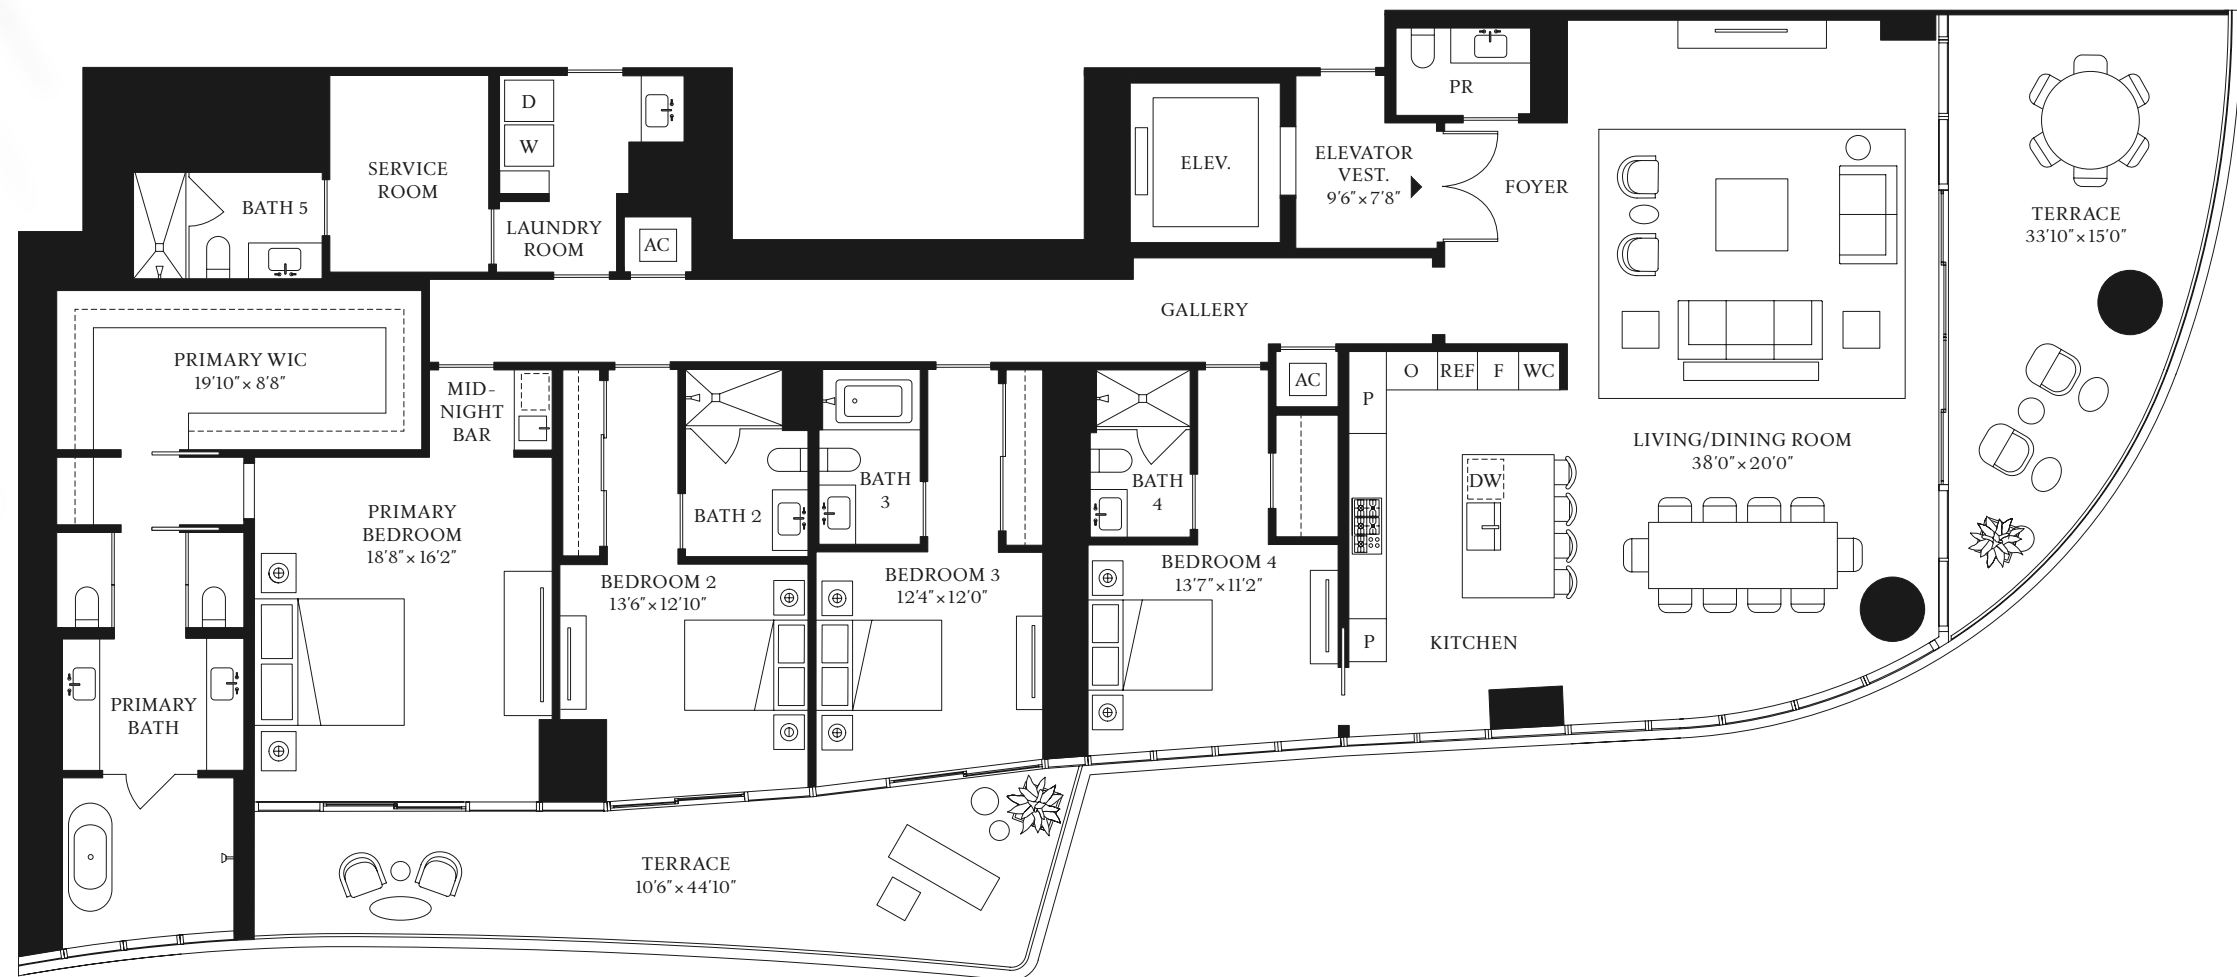 PR
D
W
SERVICE
ROOM
ELEV.
ELEVATOR
VEST.
9'6"×7'8"
FOYER
BATH 5
LAUNDRY
ROOM
AC
TERRACE
33'10"×15'0"
GALLERY
PRIMARY WIC
19'10"×8'8"
MID-
NIGHT
BAR
AC
P
O
REF
F
WC
LIVING/DINING ROOM
38'0"×20'0"
DW
BATH 2
BATH
3
BATH
4
PRIMARY
BEDROOM
18'8"×16'2"
BEDROOM 2
13'6"×12'10"
BEDROOM 3
12'4"×12'0"
BEDROOM 4
13'7"×11'2"
P
KITCHEN
PRIMARY
BATH
TERRACE
10'6"×44'10"